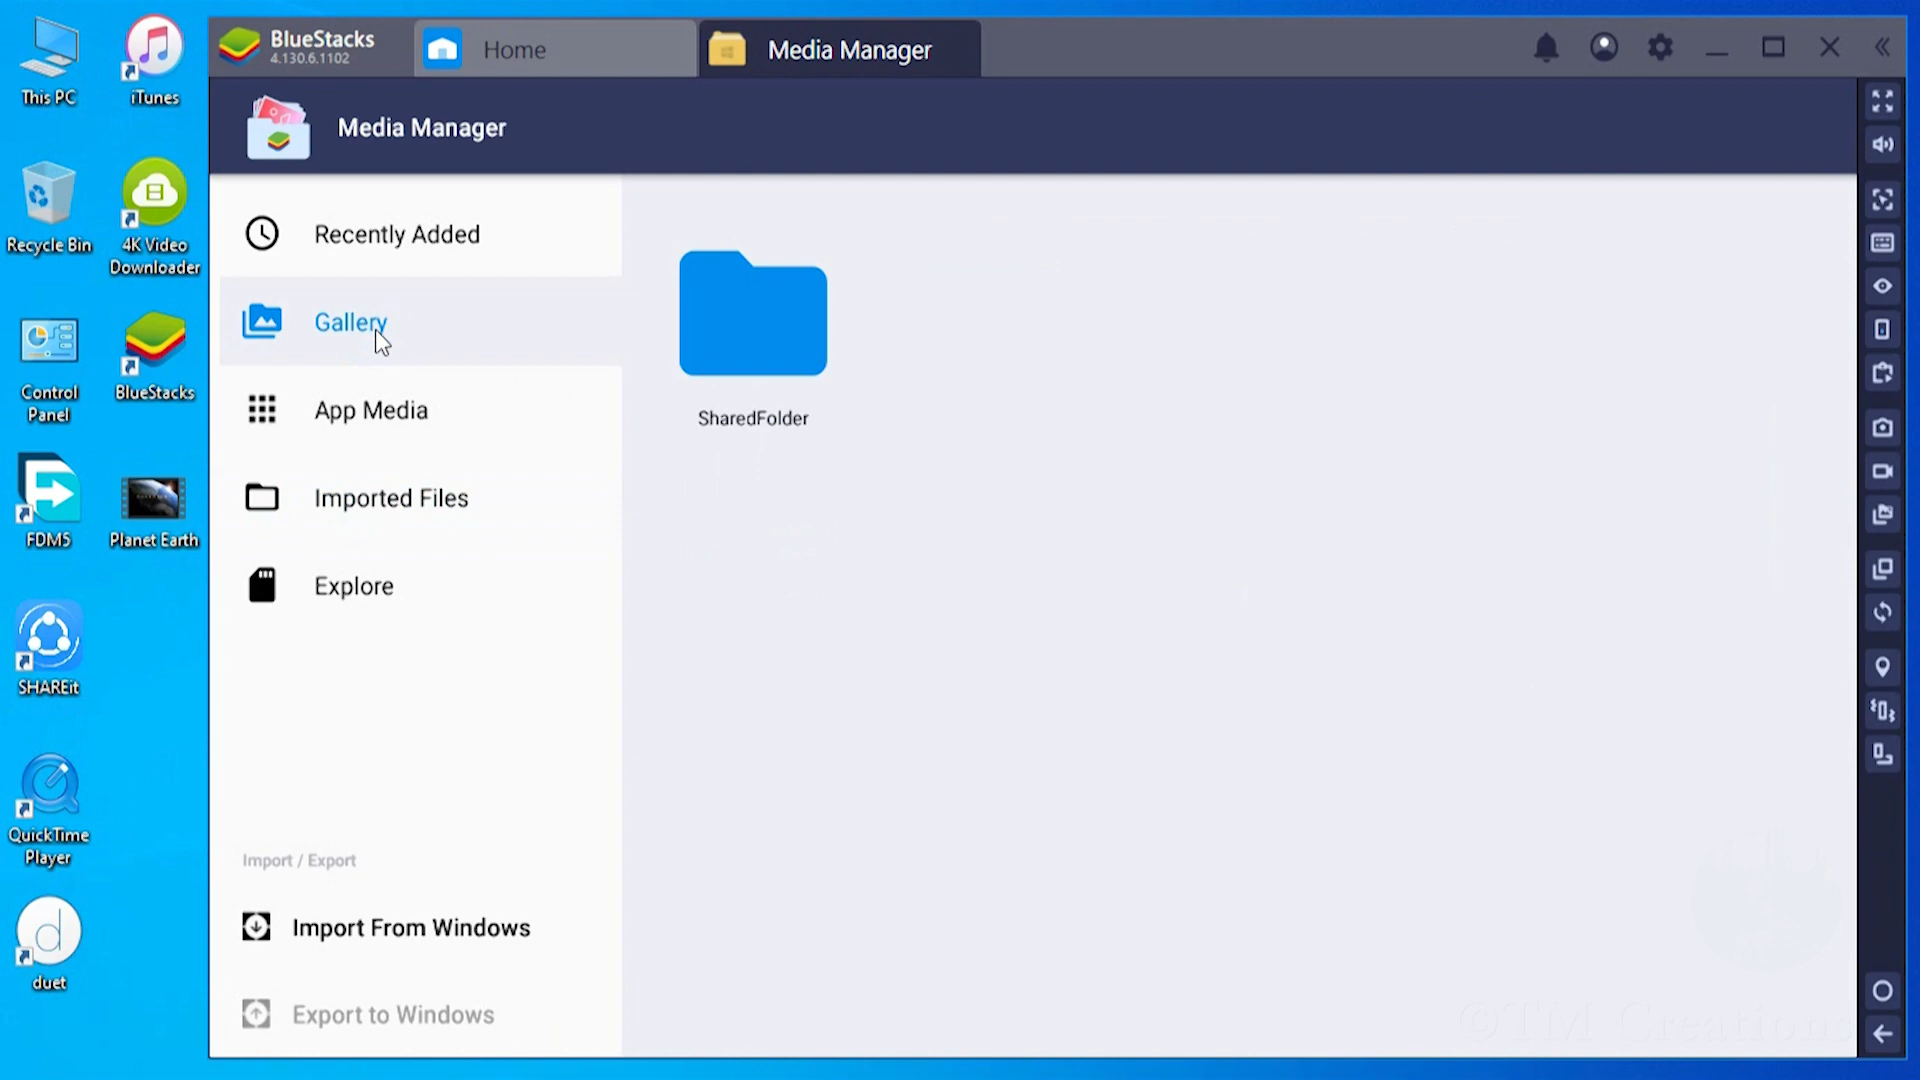 This PC
iTunes
Recycle Bin
4K Video
Downloader
Control
Panel
BlueStacks
FDM5
Planet Earth
SHAREit
QuickTime
Player
d
duet
BlueStacks
4.130.6.1102
Home
Media Manager
Media Manager
Recently Added
Gallery
App Media
Imported Files
Explore
Import / Export
Import From Windows
Export to Windows
SharedFolder
©TM Creations